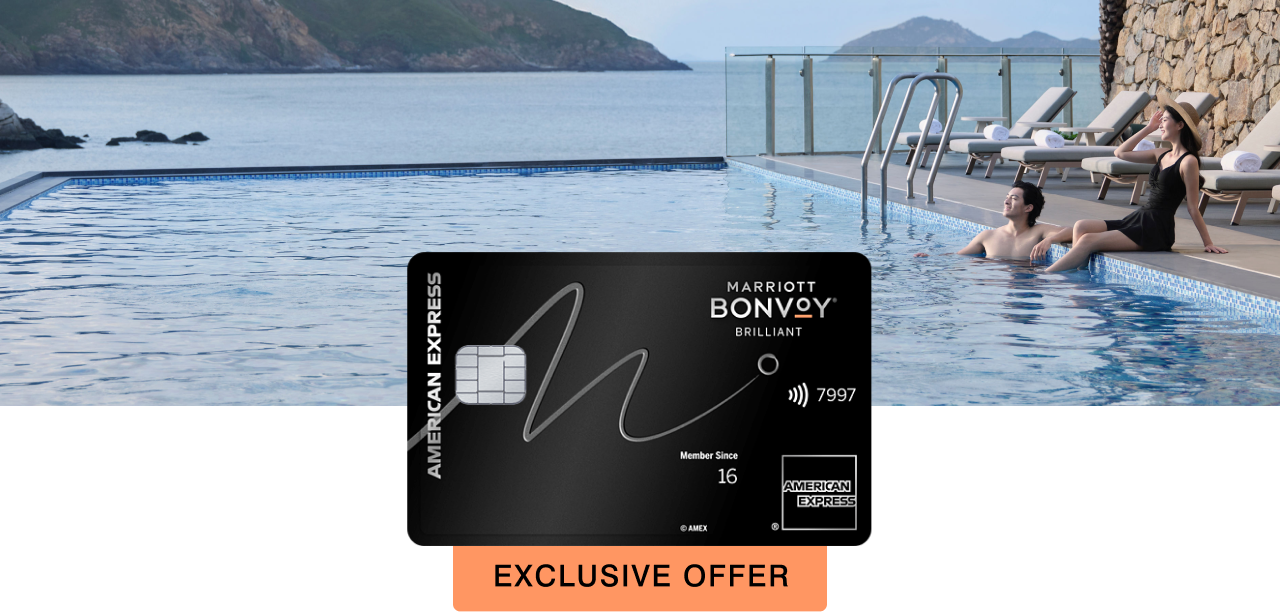 AMERICAN EXPRESS
MARRIOTT
BONVOY®
BRILLIANT
7997
Member Since
16
AMERICAN
EXPRESS
®
© AMEX
EXCLUSIVE OFFER